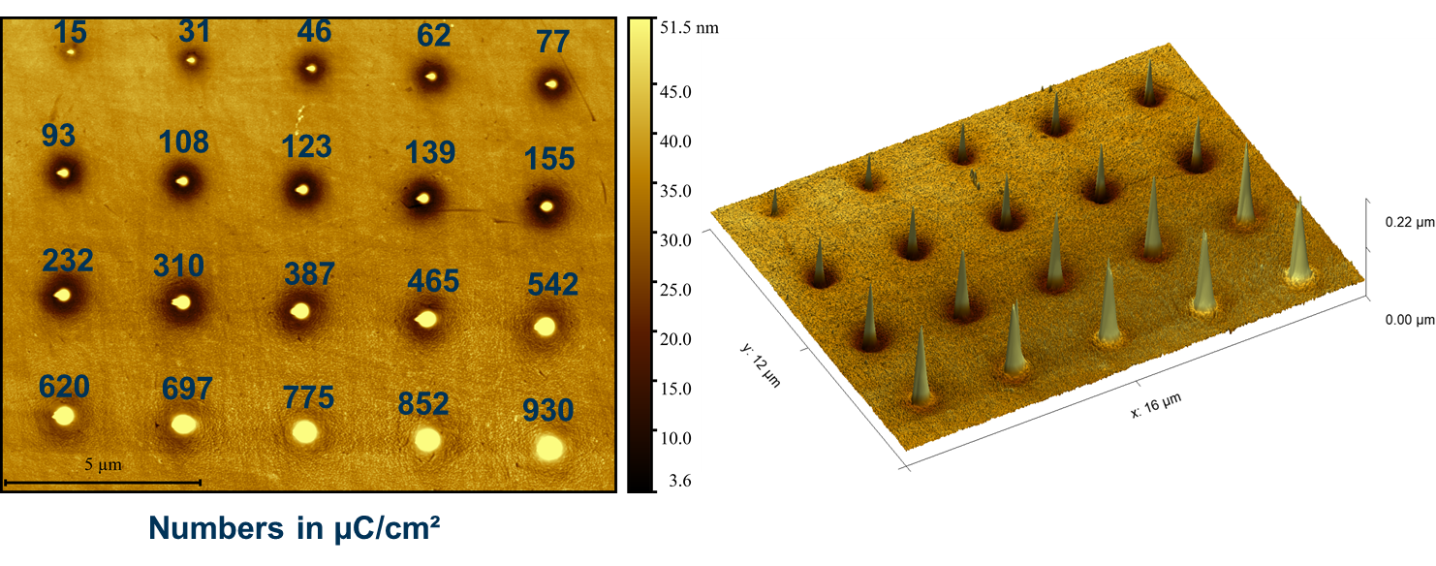 15 31 46 62 77
93 108 123 139 155
232 310 387 465 542
620 697 775 852 930
5 µm
Numbers in µC/cm²
51.5 nm
45.0
40.0
35.0
30.0
25.0
20.0
15.0
10.0
3.6
0.22 µm
0.00 µm
y: 12 µm
x: 16 µm